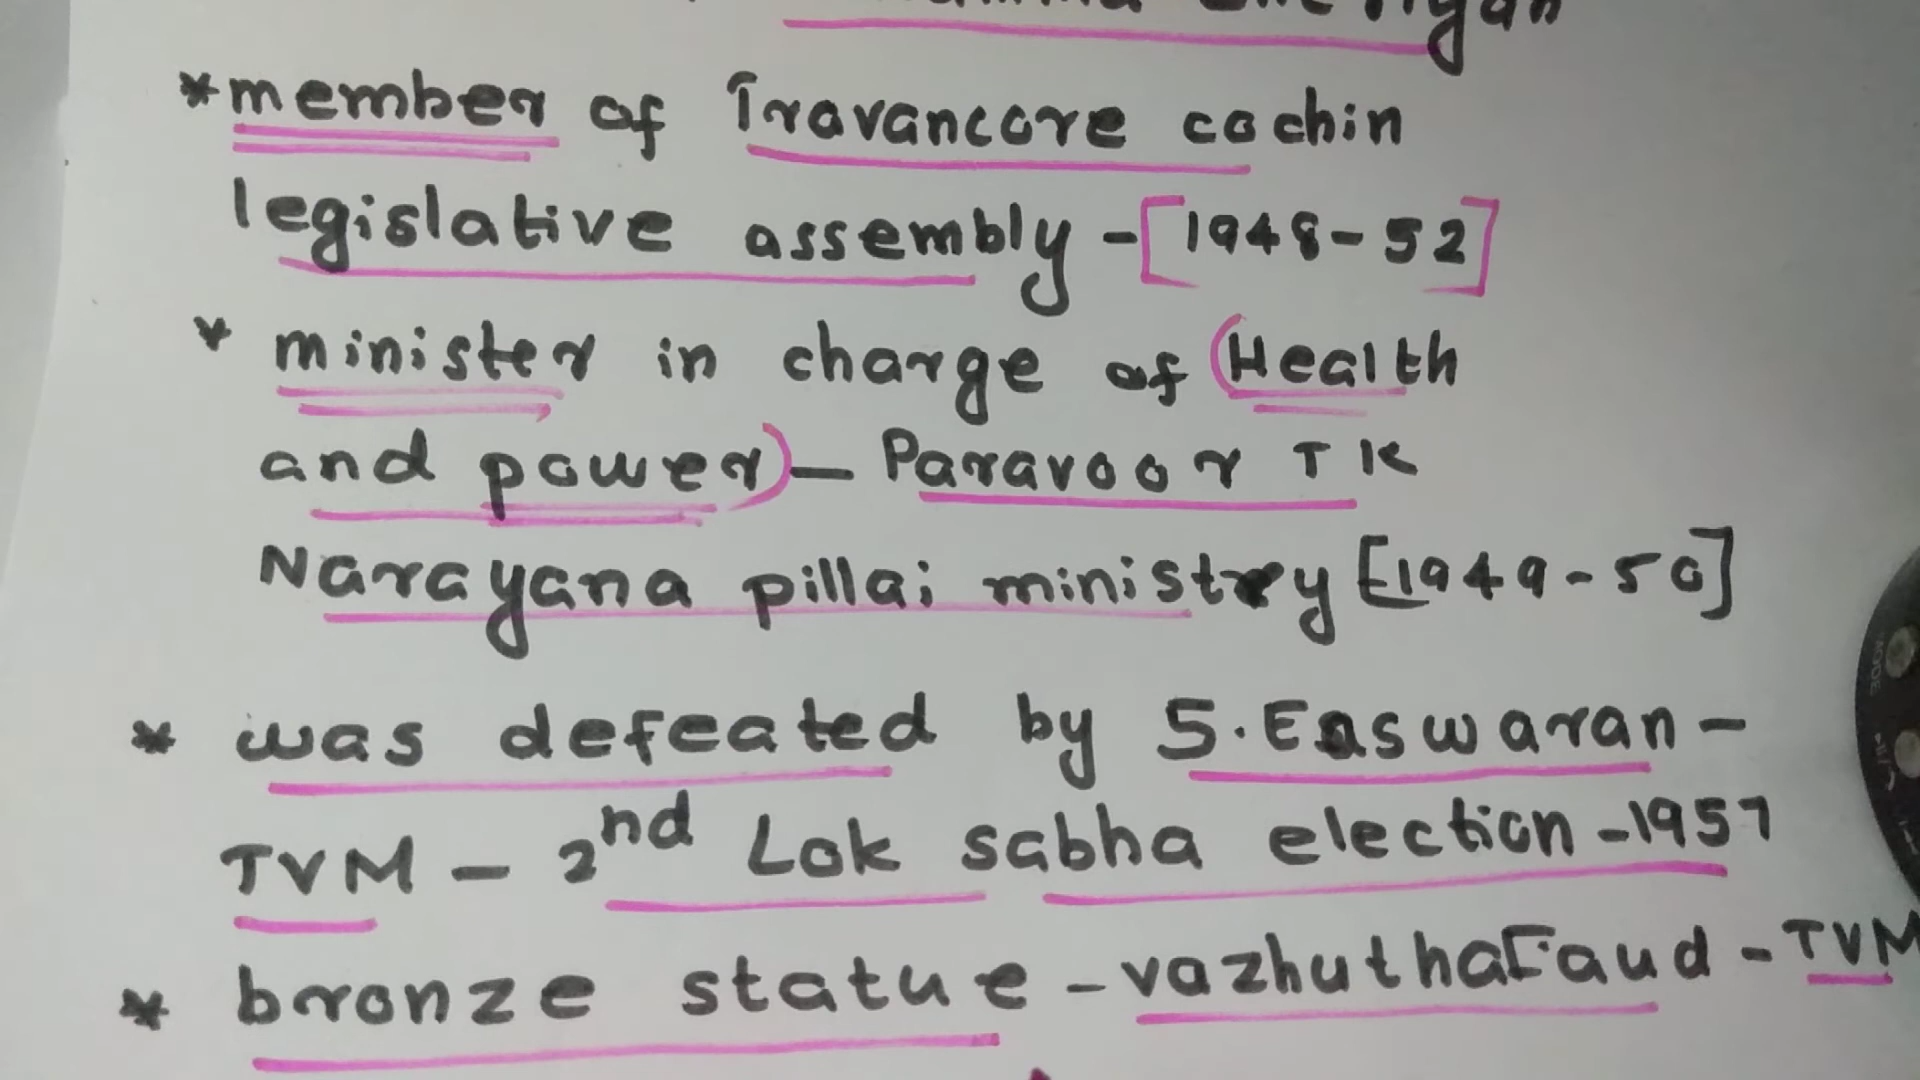 * member of Travancore cochin
legislative assembly - [1948-52]
* minister in charge of (Health
and power) - Paravoor TK
Narayana pillai ministry [1949-50]
* was defeated by S. Easwaran -
TVM - 2nd Lok sabha election - 1957
* bronze statue - vazhuthacaud - TVM